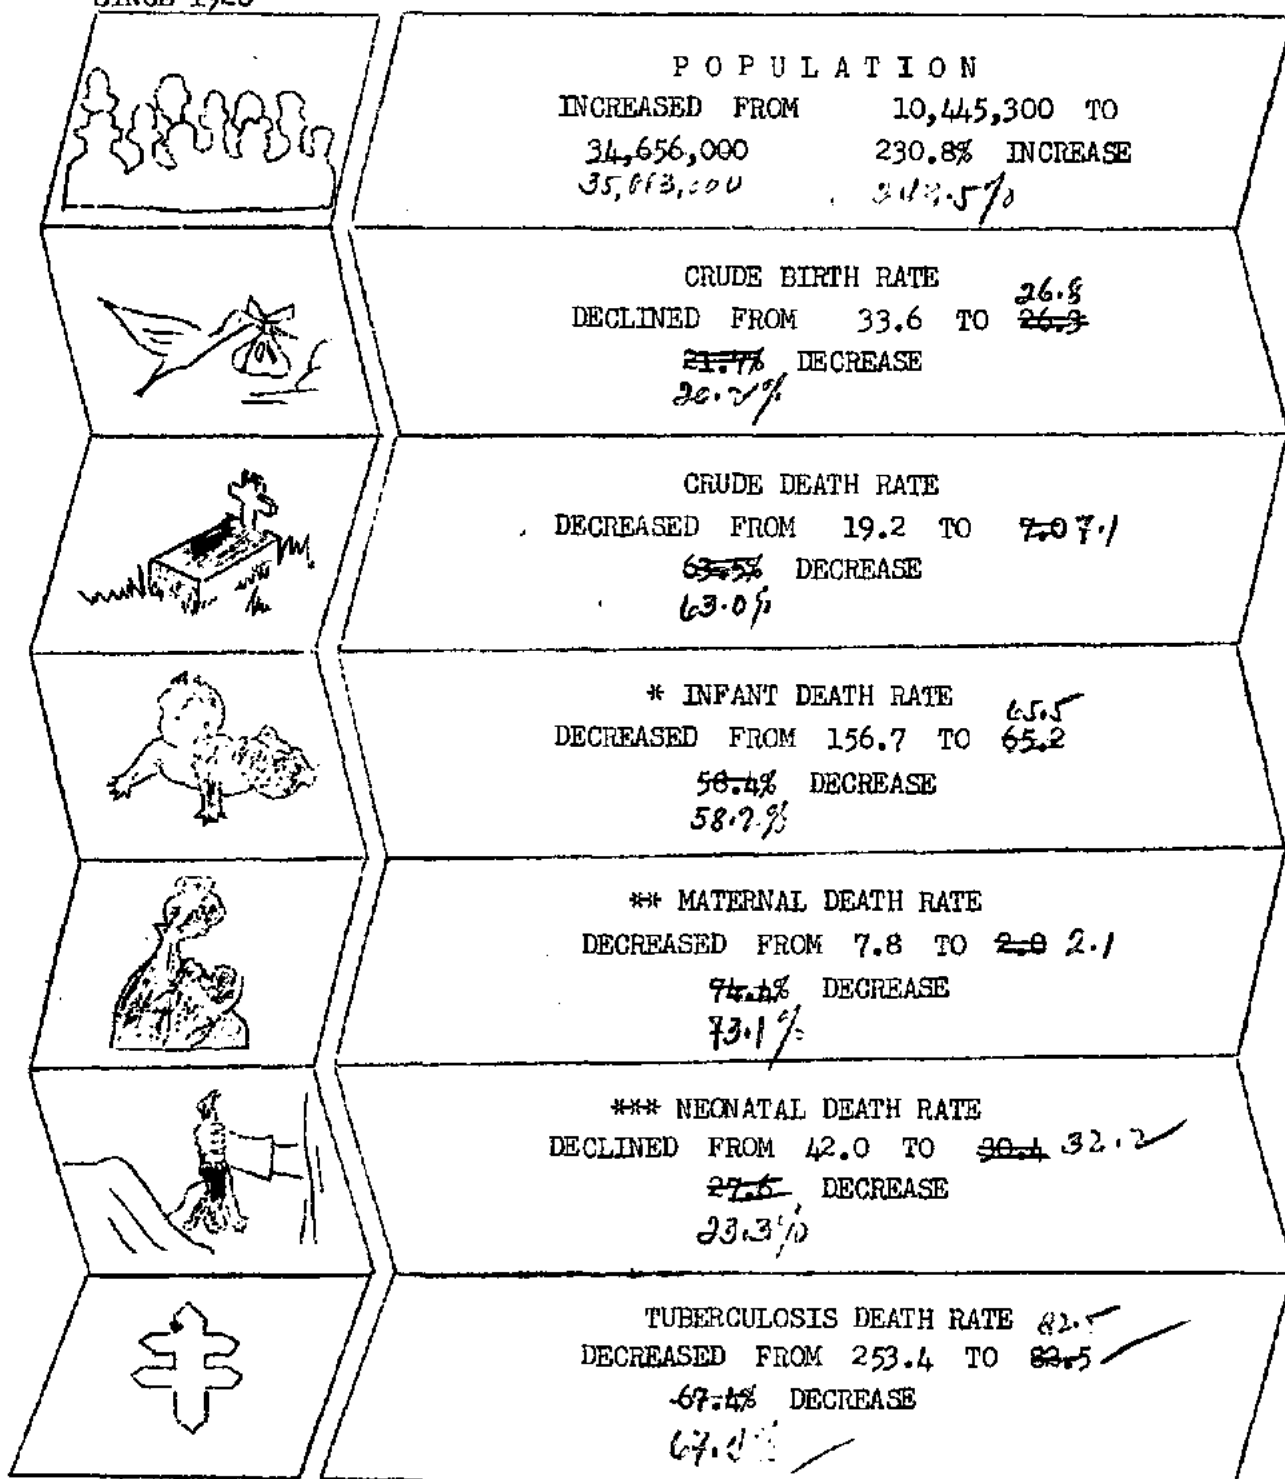 SINCE 1926
P O P U L A T I O N
INCREASED FROM 10,445,300 TO
34,656,000 230.8% INCREASE
CRUDE BIRTH RATE
26.8
DECLINED FROM 33.6 TO 26.3
21.7% DECREASE
20.2%
CRUDE DEATH RATE
DECREASED FROM 19.2 TO 7.0 7.1
63.5% DECREASE
63.0%
* INFANT DEATH RATE
65.5
DECREASED FROM 156.7 TO 65.2
58.4% DECREASE
58.2%
** MATERNAL DEATH RATE
DECREASED FROM 7.8 TO 2.0 2.1
74.4% DECREASE
73.1%
*** NEONATAL DEATH RATE
DECLINED FROM 42.0 TO 30.4 32.2
27.6 DECREASE
23.3%
TUBERCULOSIS DEATH RATE
82.5
DECREASED FROM 253.4 TO 82.5
67.4% DECREASE